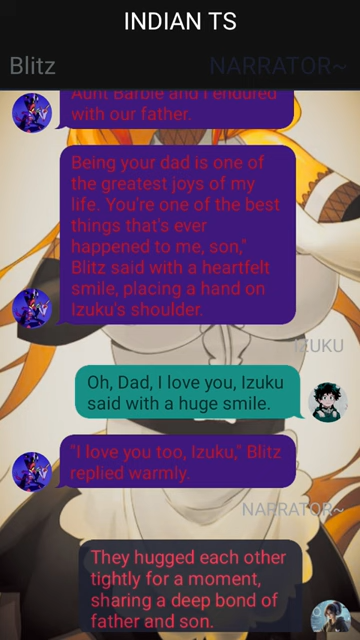 INDIAN TS
Blitz
NARRATOR~
Aunt Barbie and I endured
with our father.
Being your dad is one of
the greatest joys of my
life. You're one of the best
things that's ever
happened to me, son,"
Blitz said with a heartfelt
smile, placing a hand on
Izuku's shoulder.
IZUKU
Oh, Dad, I love you, Izuku
said with a huge smile.
"I love you too, Izuku," Blitz
replied warmly.
NARRATOR~
They hugged each other
tightly for a moment,
sharing a deep bond of
father and son.